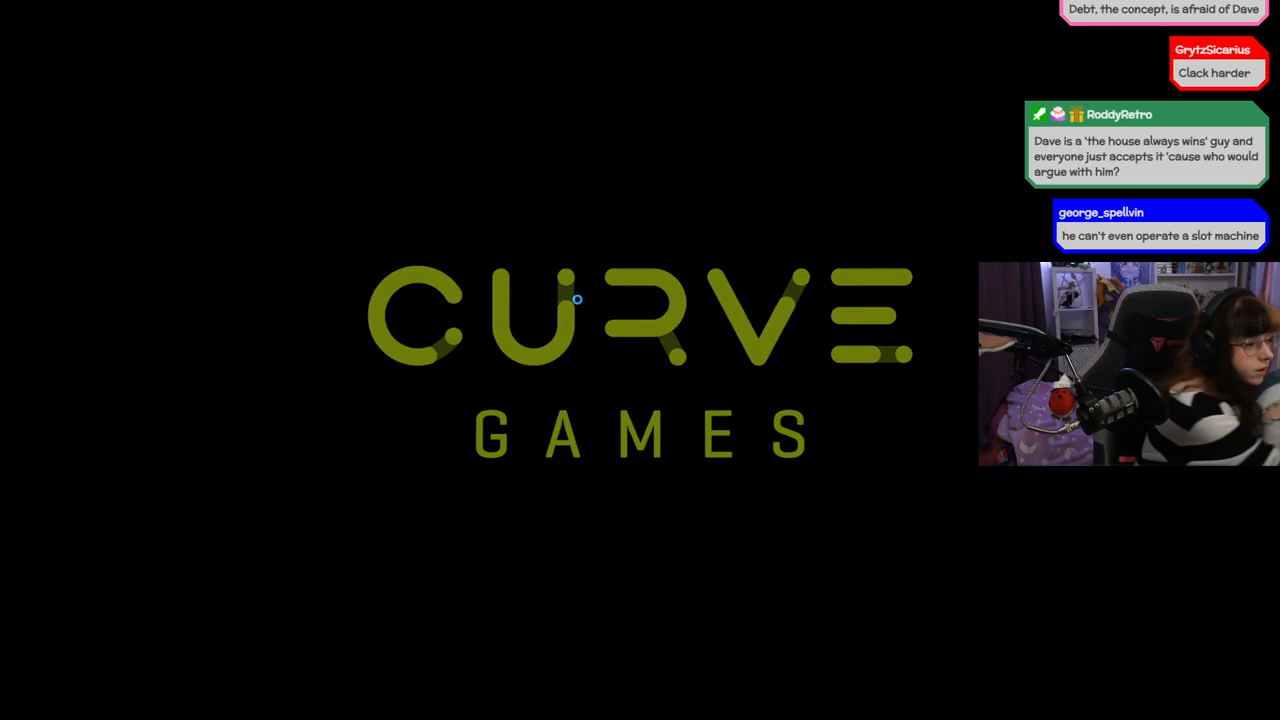 Debt, the concept, is afraid of Dave
GrytzSicarius
Clack harder
RoddyRetro
Dave is a 'the house always wins' guy and
everyone just accepts it 'cause who would
argue with him?
george_spellvin
he can't even operate a slot machine
CURVE
GAMES